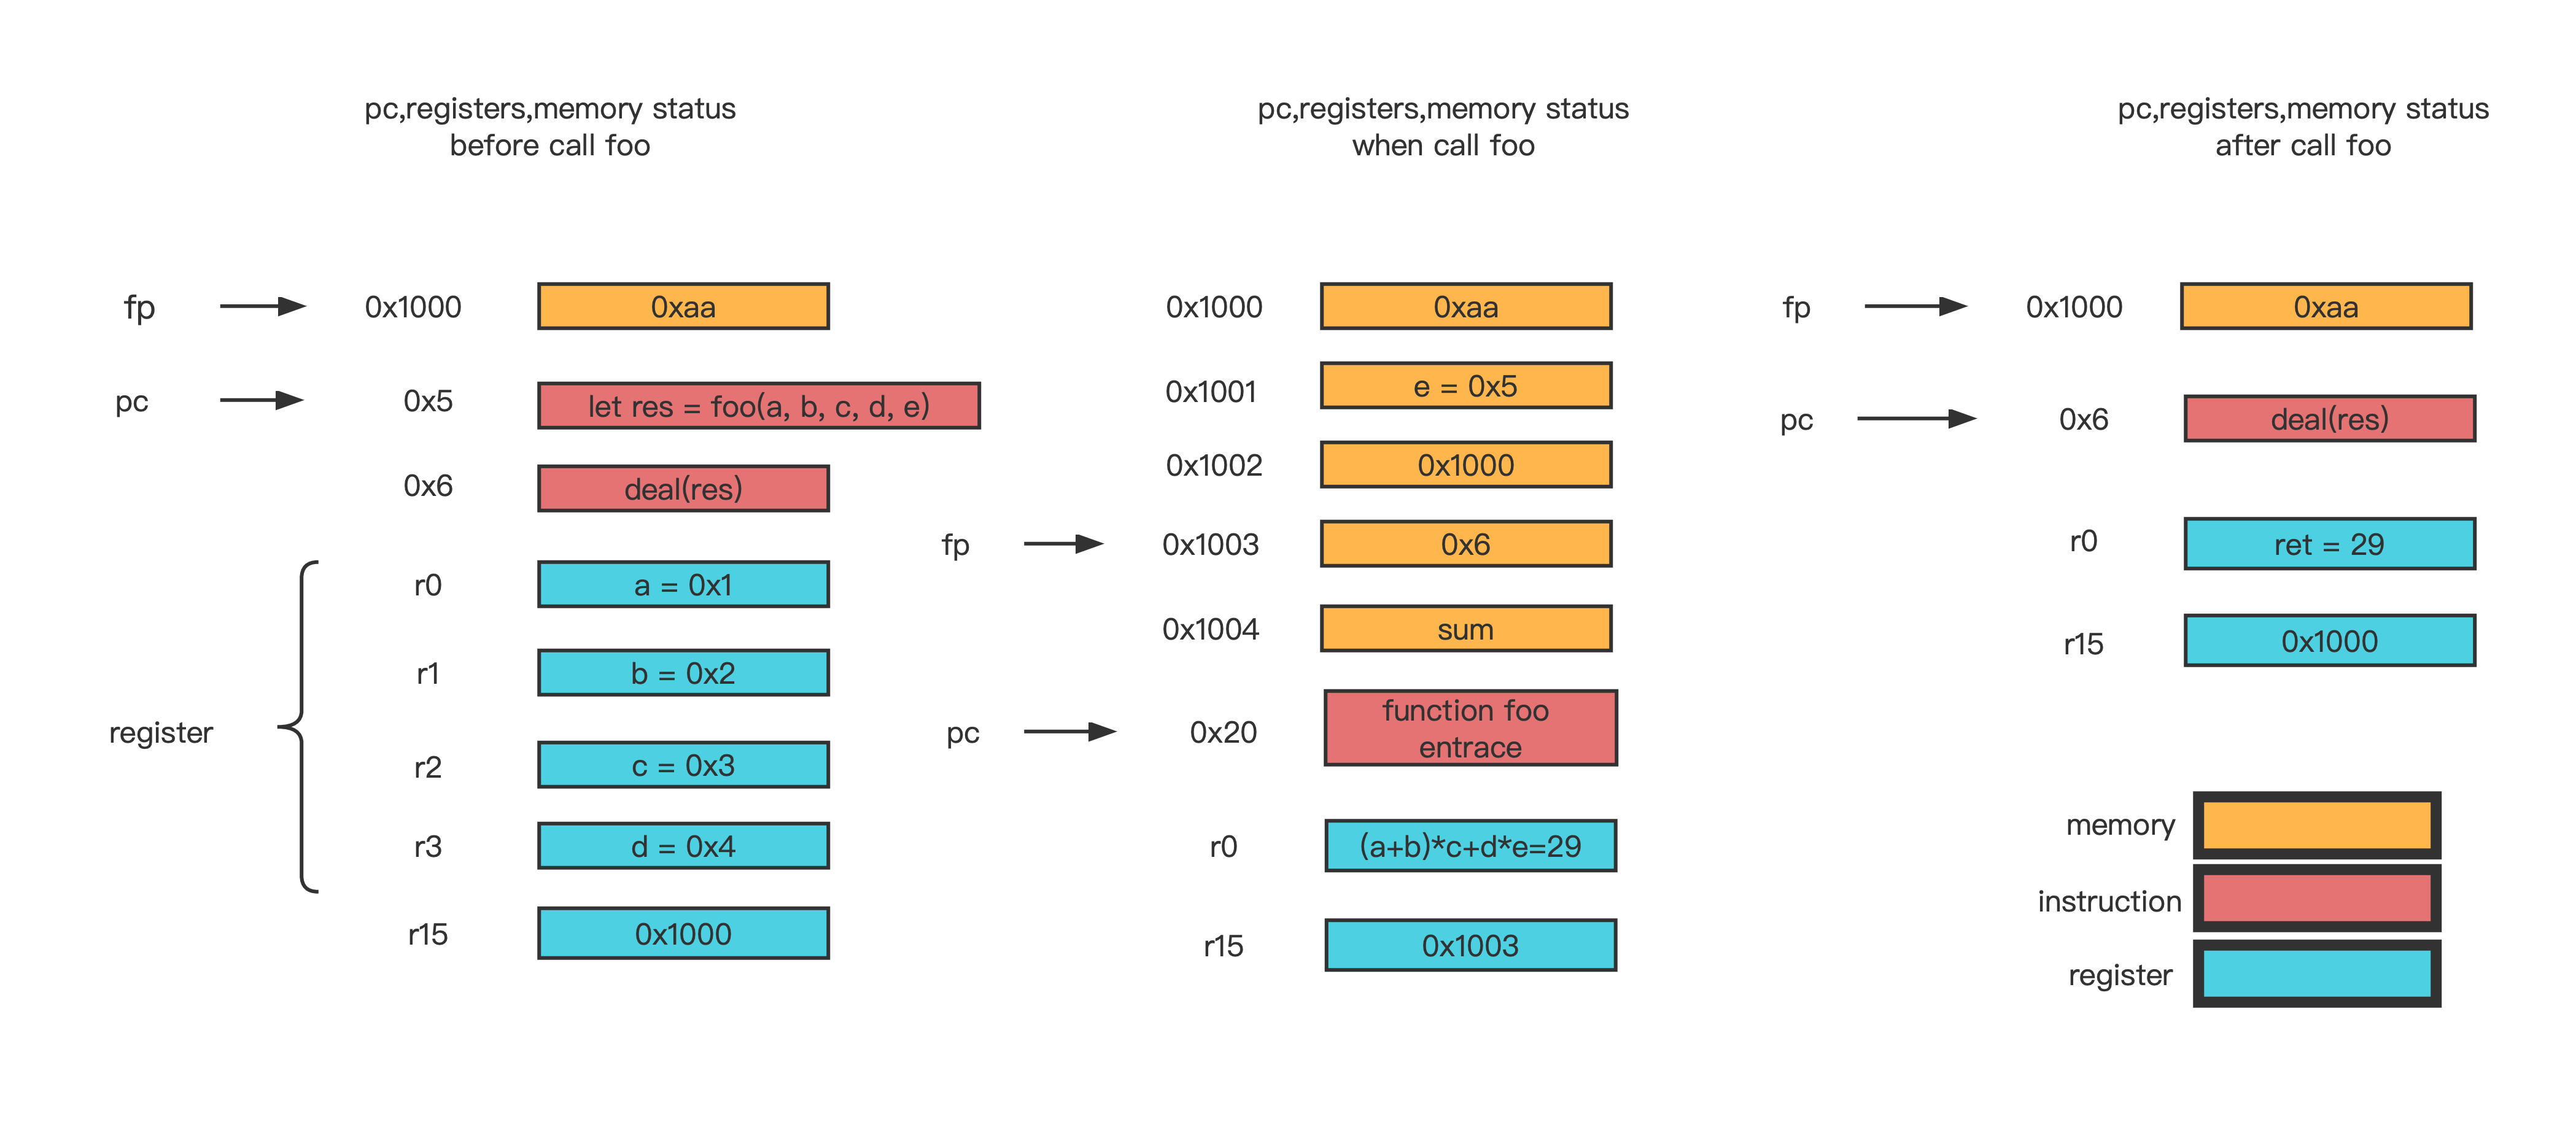 pc,registers,memory status
before call foo
fp
0x1000
0xaa
pc
0x5
let res = foo(a, b, c, d, e)
0x6
deal(res)
register
r0
a = 0x1
r1
b = 0x2
r2
c = 0x3
r3
d = 0x4
r15
0x1000
pc,registers,memory status
when call foo
0x1000
0xaa
0x1001
e = 0x5
0x1002
0x1000
fp
0x1003
0x6
0x1004
sum
pc
0x20
function foo
entrace
r0
(a+b)*c+d*e=29
r15
0x1003
pc,registers,memory status
after call foo
fp
0x1000
0xaa
pc
0x6
deal(res)
r0
ret = 29
r15
0x1000
memory
instruction
register